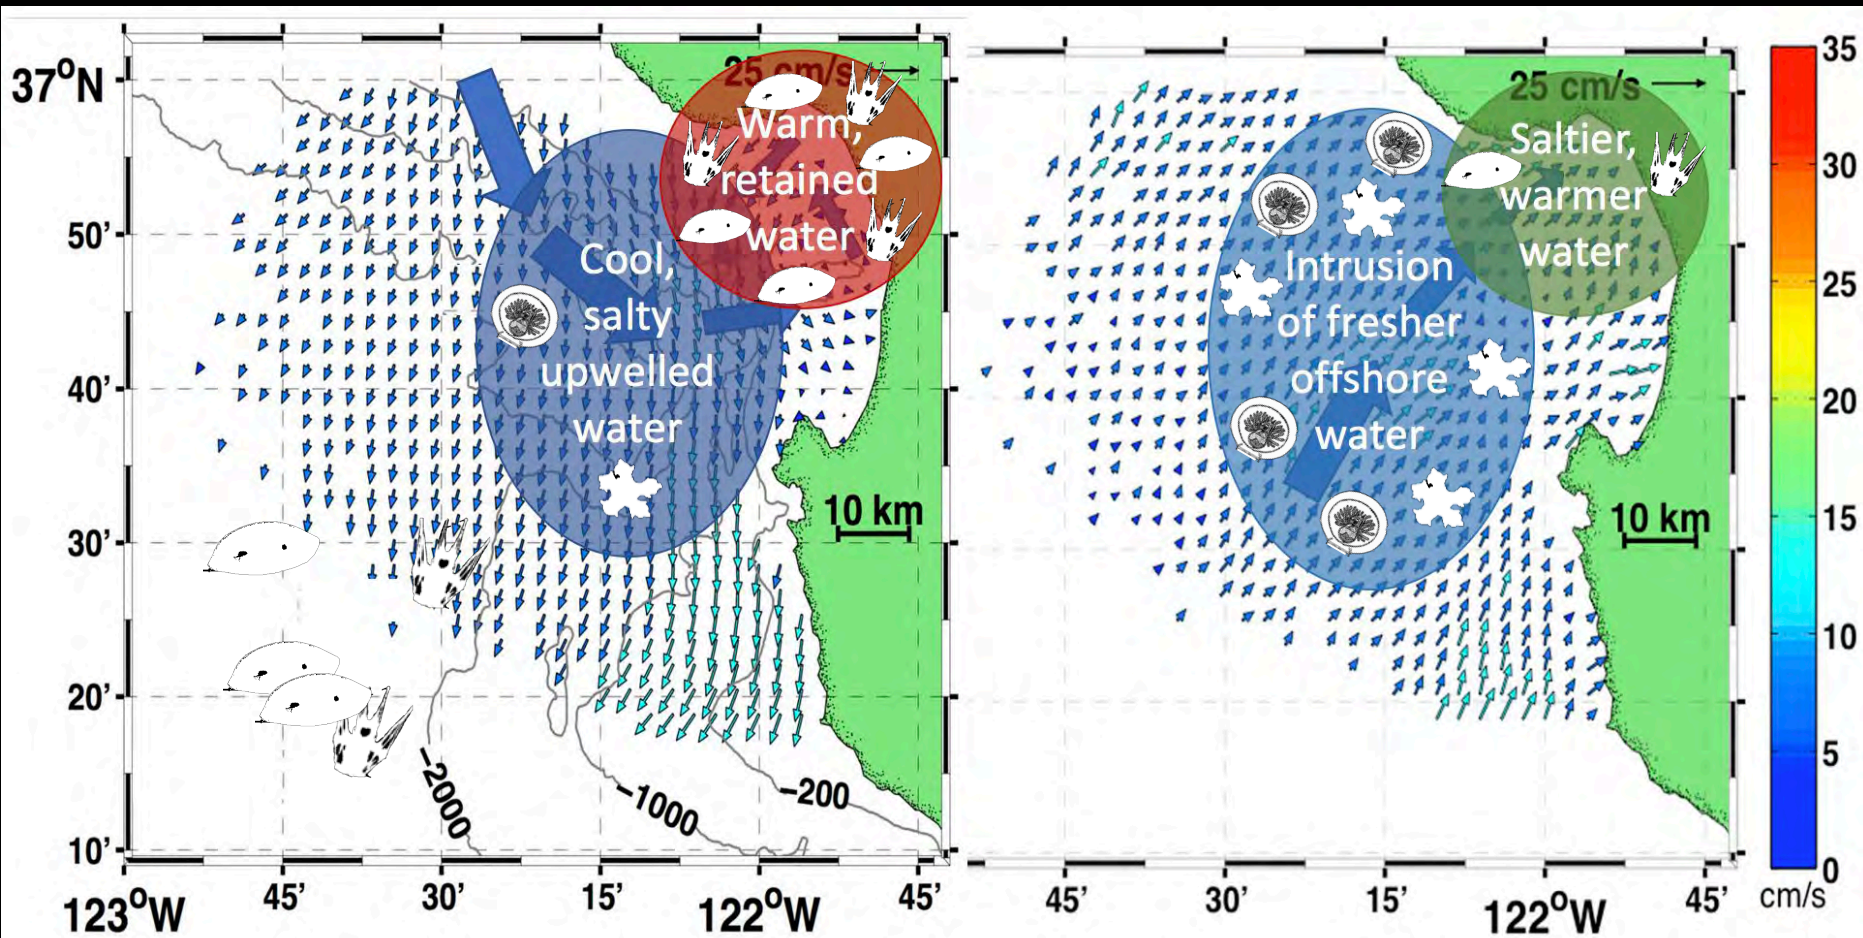 37°N
50'
40'
30'
20'
10'
123°W
45'
30'
15'
122°W
45'
25 cm/s
Warm,
retained
water
Cool,
salty
upwelled
water
10 km
-2000
-1000
-200
25 cm/s
Saltier,
warmer
water
Intrusion
of fresher
offshore
water
10 km
45'
30'
15'
122°W
45'
35
30
25
20
15
10
5
0
cm/s